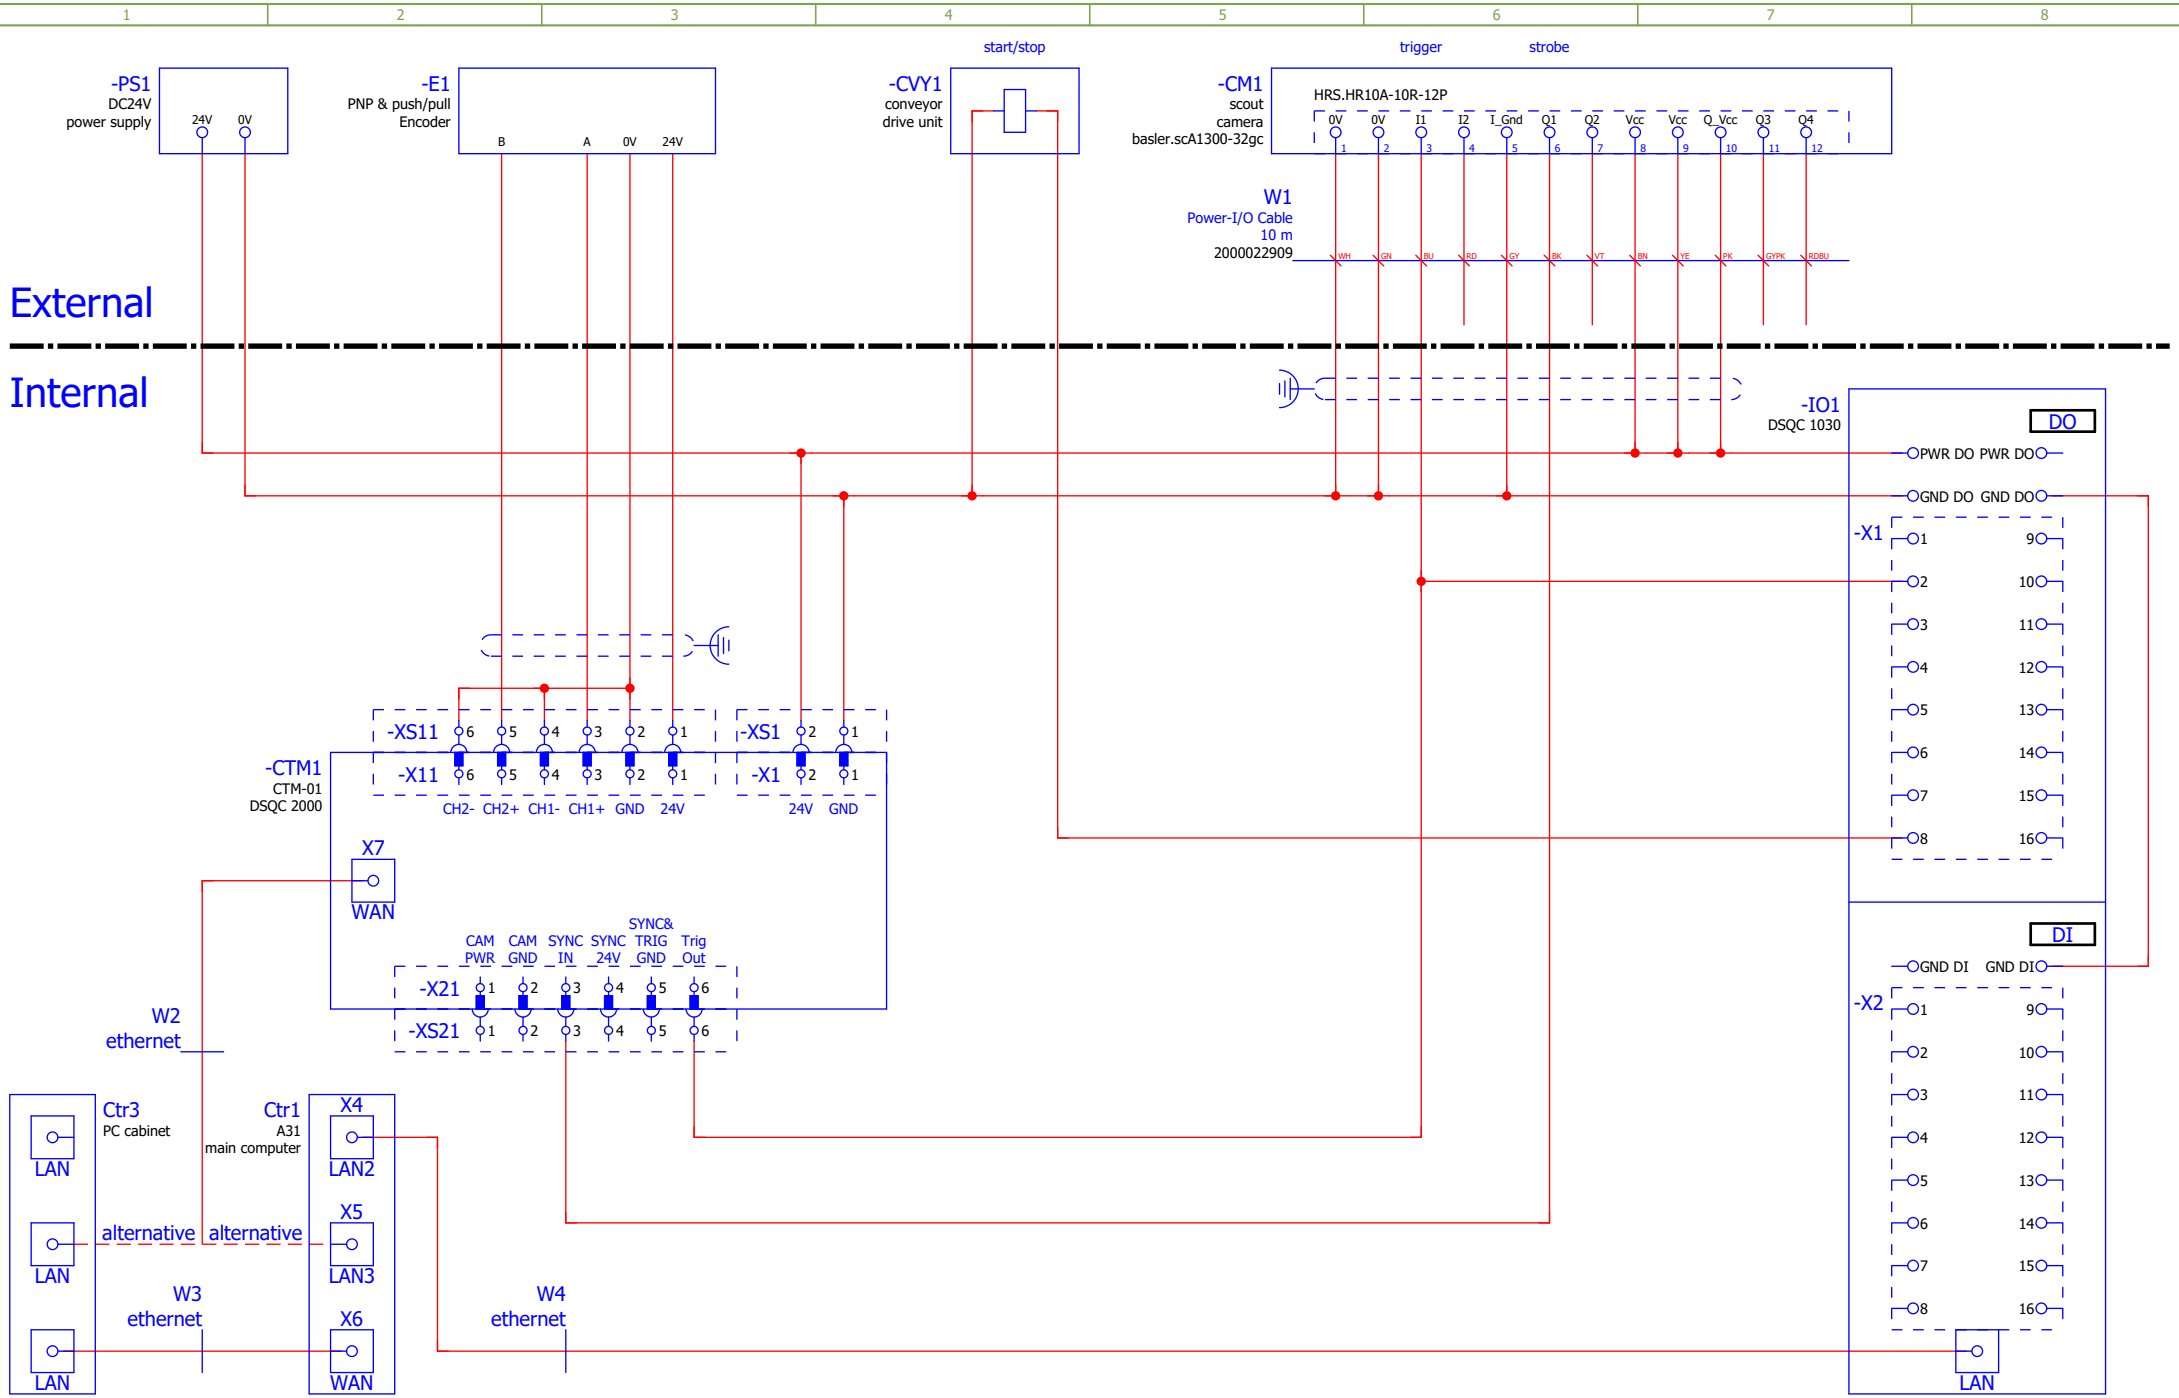 1 2 3 4 5 6 7 8
start/stop
trigger
strobe
-PS1
DC24V
power supply
24V 0V
-E1
PNP & push/pull
Encoder
B A 0V 24V
-CVY1
conveyor
drive unit
-CM1
scout
camera
basler.scA1300-32gc
HRS.HR10A-10R-12P
0V 0V I1 I2 I_Gnd Q1 Q2 Vcc Vcc Q_Vcc Q3 Q4
1 2 3 4 5 6 7 8 9 10 11 12
W1
Power-I/O Cable
10 m
2000022909
WH GN BU RD GY BK VT BN YE PK GYPK RDBU
External
Internal
-IO1
DSQC 1030
DO
PWR DO PWR DO
GND DO GND DO
-X1
1 9
2 10
3 11
4 12
5 13
6 14
7 15
8 16
-XS11 6 5 4 3 2 1
-XS1 2 1
-CTM1
CTM-01
DSQC 2000
-X11 6 5 4 3 2 1
-X1 2 1
CH2- CH2+ CH1- CH1+ GND 24V
24V GND
X7
WAN
SYNC&
CAM CAM SYNC SYNC TRIG Trig
PWR GND IN 24V GND Out
-X21 1 2 3 4 5 6
-XS21 1 2 3 4 5 6
DI
GND DI GND DI
-X2
1 9
2 10
3 11
4 12
5 13
6 14
7 15
8 16
LAN
W2
ethernet
Ctr3
PC cabinet
LAN
LAN
LAN
Ctr1
A31
main computer
X4
LAN2
X5
LAN3
X6
WAN
alternative alternative
W3
ethernet
W4
ethernet